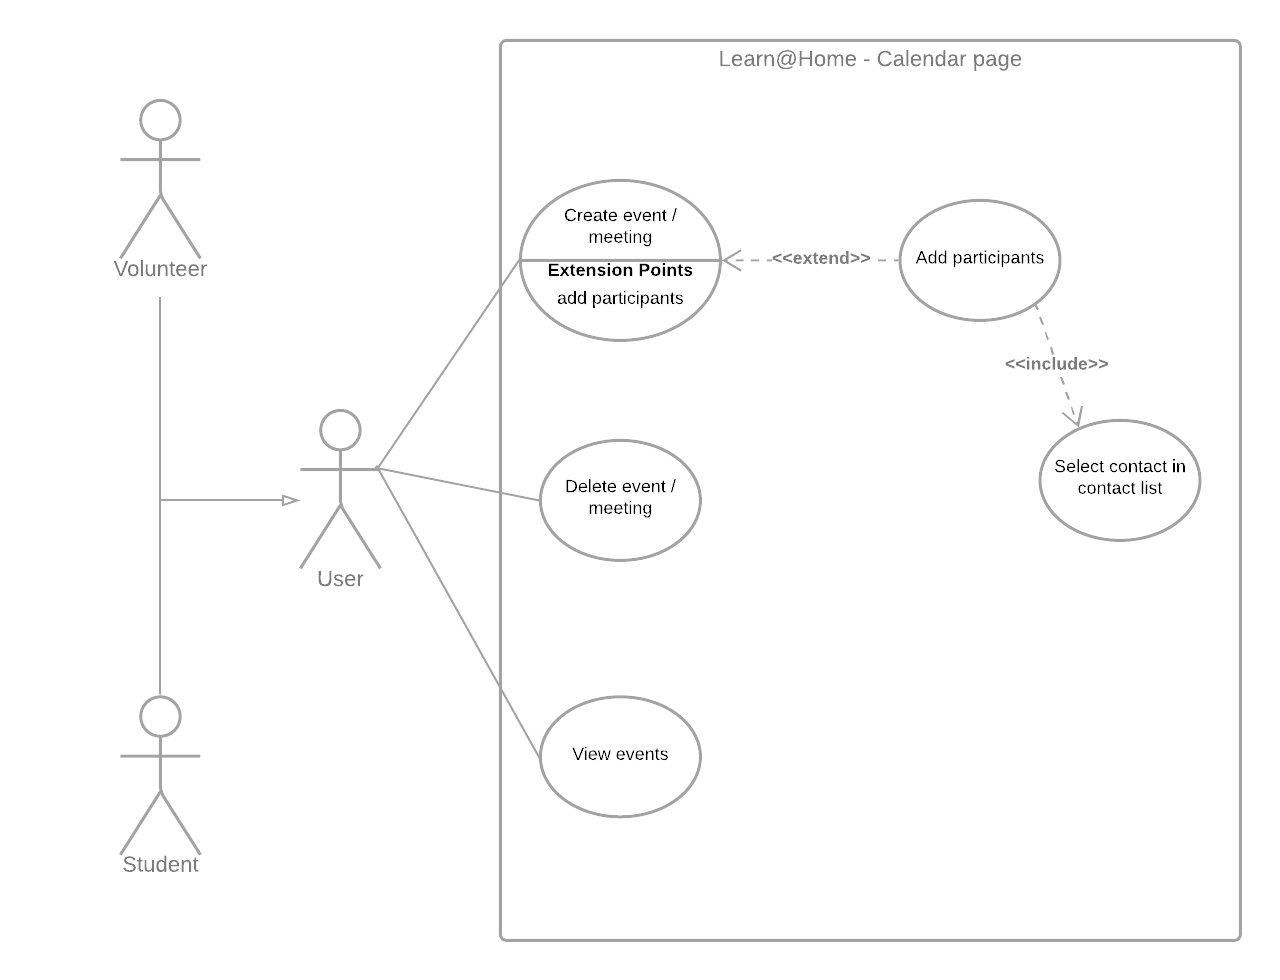 Learn@Home - Calendar page
Volunteer
Create event /
meeting
Extension Points
add participants
<<extend>>
Add participants
<<include>>
Select contact in
contact list
User
Delete event /
meeting
View events
Student